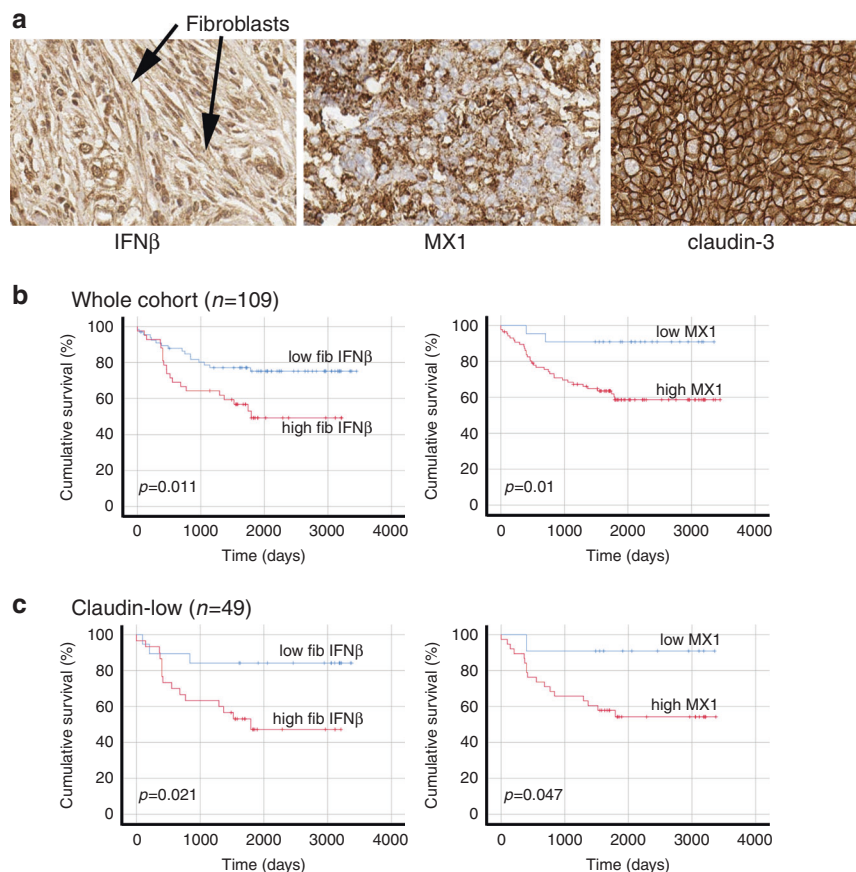 a
Fibroblasts
IFNβ MX1 claudin-3
b Whole cohort (n=109)
Cumulative survival (%)
100
80
60
40
20
0
low fib IFNβ
high fib IFNβ
p=0.011
0 1000 2000 3000 4000
Time (days)
Cumulative survival (%)
100
80
60
40
20
0
low MX1
high MX1
p=0.01
0 1000 2000 3000 4000
Time (days)
c Claudin-low (n=49)
Cumulative survival (%)
100
80
60
40
20
0
low fib IFNβ
high fib IFNβ
p=0.021
0 1000 2000 3000 4000
Time (days)
Cumulative survival (%)
100
80
60
40
20
0
low MX1
high MX1
p=0.047
0 1000 2000 3000 4000
Time (days)